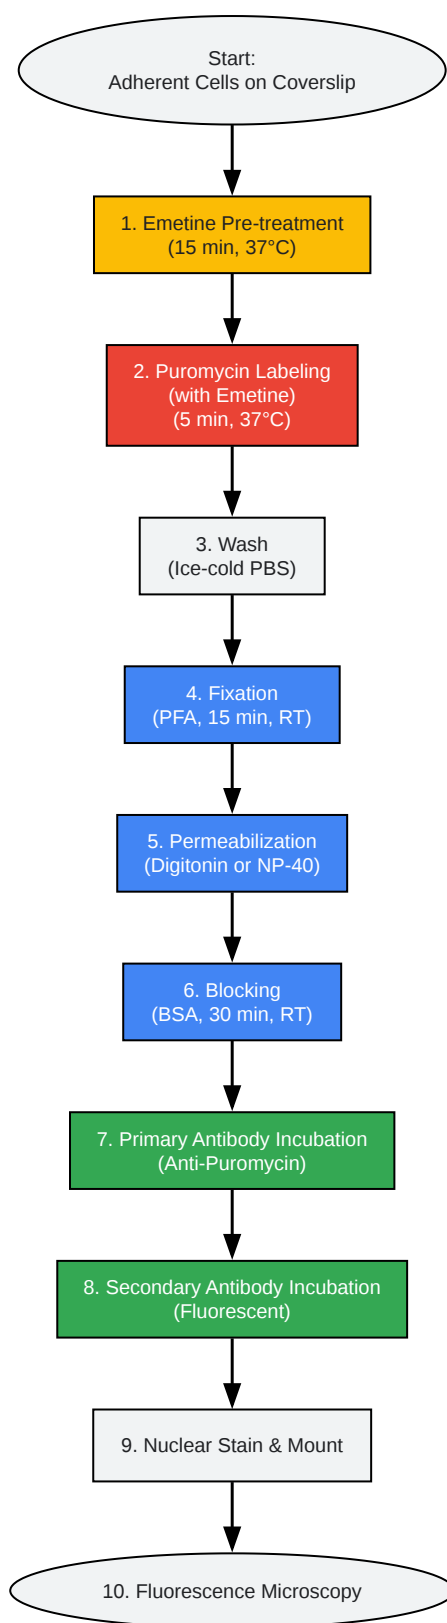 Start:
Adherent Cells on Coverslip
1. Emetine Pre-treatment
(15 min, 37°C)
2. Puromycin Labeling
(with Emetine)
(5 min, 37°C)
3. Wash
(Ice-cold PBS)
4. Fixation
(PFA, 15 min, RT)
5. Permeabilization
(Digitonin or NP-40)
6. Blocking
(BSA, 30 min, RT)
7. Primary Antibody Incubation
(Anti-Puromycin)
8. Secondary Antibody Incubation
(Fluorescent)
9. Nuclear Stain & Mount
10. Fluorescence Microscopy